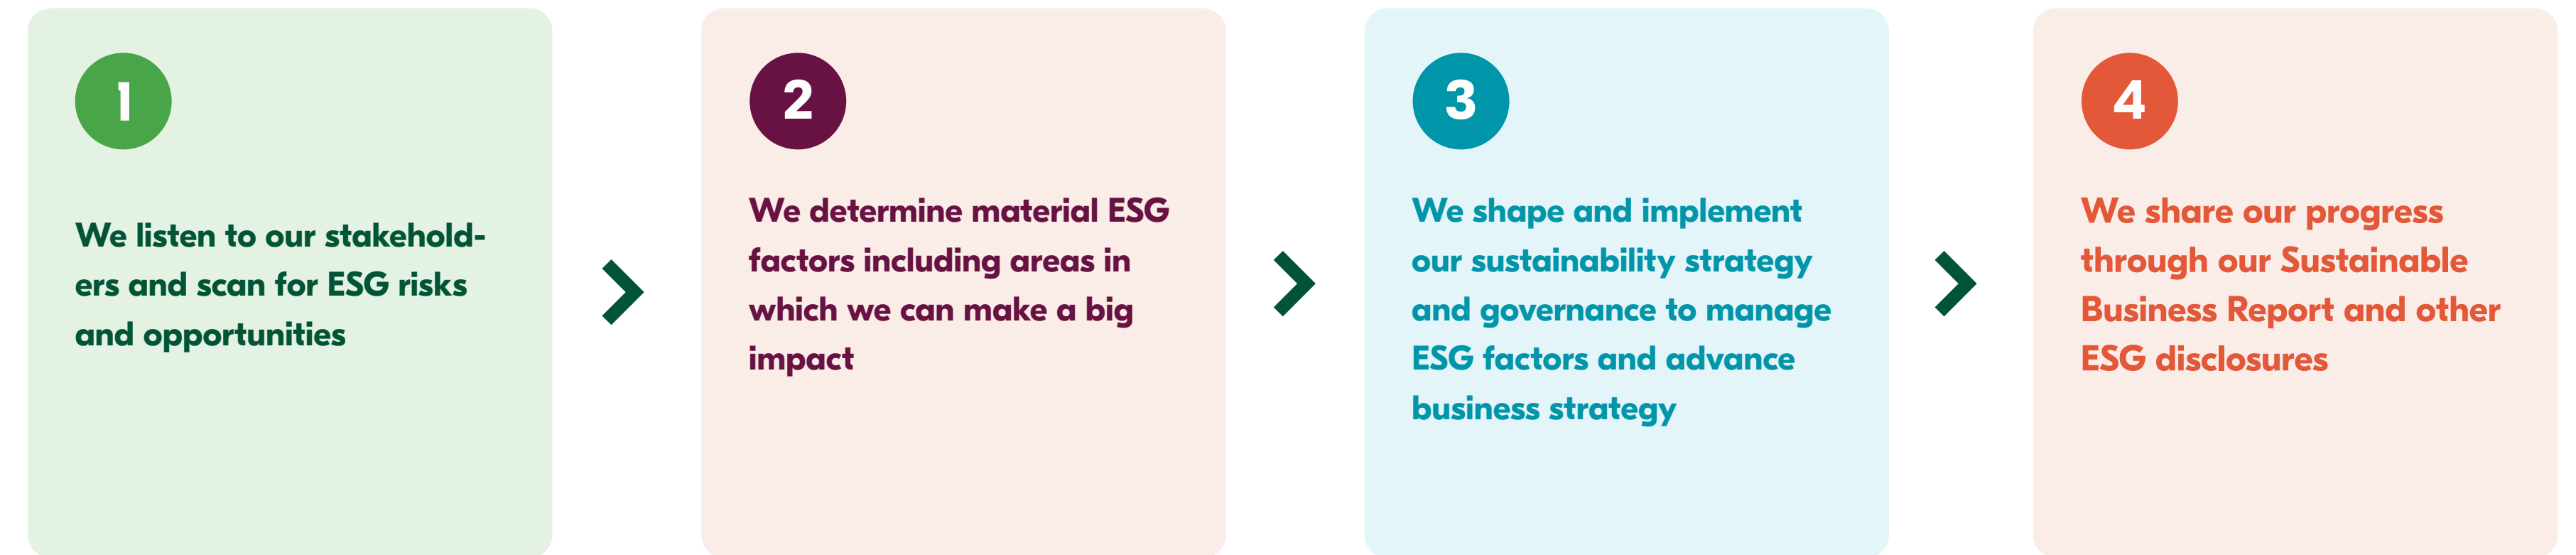 1
We listen to our stakehold-
ers and scan for ESG risks
and opportunities
2
We determine material ESG
factors including areas in
which we can make a big
impact
3
We shape and implement
our sustainability strategy
and governance to manage
ESG factors and advance
business strategy
4
We share our progress
through our Sustainable
Business Report and other
ESG disclosures